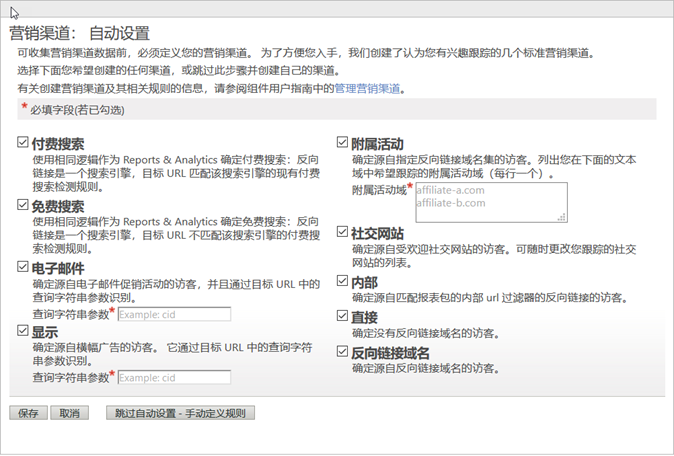 营销渠道： 自动设置
可收集营销渠道数据前，必须定义您的营销渠道。 为了方便您入手，我们创建了认为您有兴趣跟踪的几个标准营销渠道。
选择下面您希望创建的任何渠道，或跳过此步骤并创建自己的渠道。
有关创建营销渠道及其相关规则的信息，请参阅组件用户指南中的管理营销渠道。
* 必填字段(若已勾选)
付费搜索
使用相同逻辑作为 Reports & Analytics 确定付费搜索：反向
链接是一个搜索引擎，目标 URL 匹配该搜索引擎的现有付费
搜索检测规则。
免费搜索
使用相同逻辑作为 Reports & Analytics 确定免费搜索：反向
链接是一个搜索引擎，目标 URL 不匹配该搜索引擎的付费搜
索检测规则。
电子邮件
确定源自电子邮件促销活动的访客，并且通过目标 URL 中的
查询字符串参数识别。
查询字符串参数* Example: cid
显示
确定源自横幅广告的访客。 它通过目标 URL 中的查询字符
串参数识别。
查询字符串参数* Example: cid
附属活动
确定源自指定反向链接域名集的访客。列出您在下面的文本
域中希望跟踪的附属活动域（每行一个）。
附属活动域* affiliate-a.com
affiliate-b.com
社交网站
确定源自受欢迎社交网站的访客。可随时更改您跟踪的社交
网站的列表。
内部
确定源自匹配报表包的内部 url 过滤器的反向链接的访客。
直接
确定没有反向链接域名的访客。
反向链接域名
确定源自反向链接域名的访客。
保存 取消 跳过自动设置 - 手动定义规则